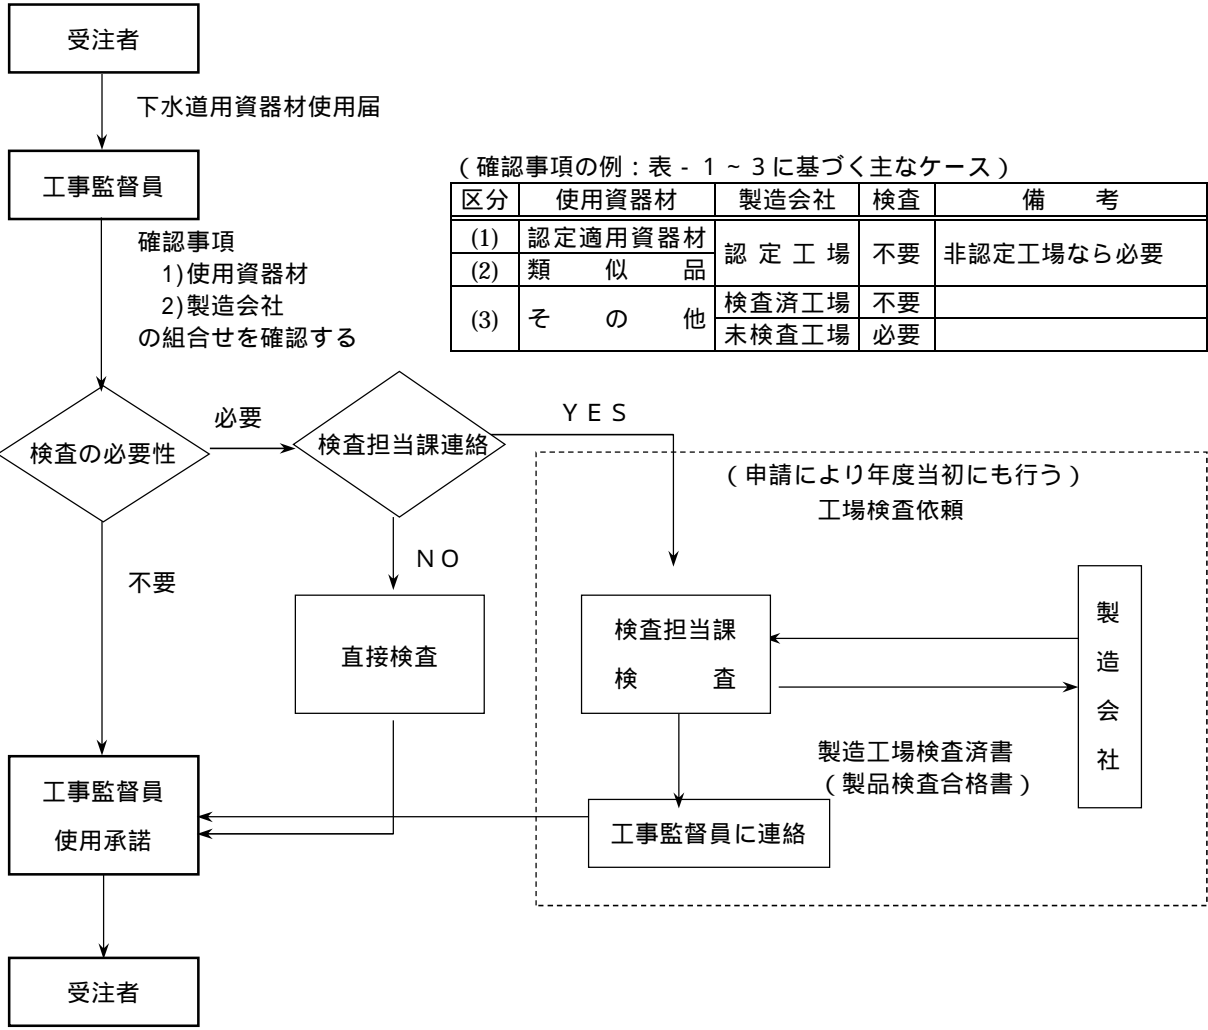 受注者
下水道用資器材使用届
工事監督員
確認事項
1)使用資器材
2)製造会社
の組合せを確認する
（確認事項の例：表-1~3に基づく主なケース）
区分 使用資器材 製造会社 検査 備考
(1) 認定適用資器材 認定工場 不要 非認定工場なら必要
(2) 類似品
(3) その他 検査済工場 不要
未検査工場 必要
検査の必要性
必要
検査担当課連絡
ＹＥＳ
ＮＯ
不要
直接検査
（申請により年度当初にも行う）
工場検査依頼
検査担当課
検査
製造会社
製造工場検査済書
（製品検査合格書）
工事監督員に連絡
工事監督員
使用承諾
受注者